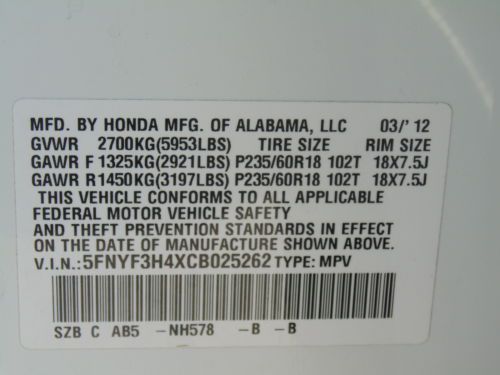 MFD. BY HONDA MFG. OF ALABAMA, LLC 03/'12
GVWR 2700KG(5953LBS) TIRE SIZE RIM SIZE
GAWR F 1325KG(2921LBS) P235/60R18 102T 18X7.5J
GAWR R 1450KG(3197LBS) P235/60R18 102T 18X7.5J
THIS VEHICLE CONFORMS TO ALL APPLICABLE
FEDERAL MOTOR VEHICLE SAFETY
AND THEFT PREVENTION STANDARDS IN EFFECT
ON THE DATE OF MANUFACTURE SHOWN ABOVE.
V.I.N.:5FNYF3H4XCB025262 TYPE: MPV
SZB C AB5 -NH578 -B -B